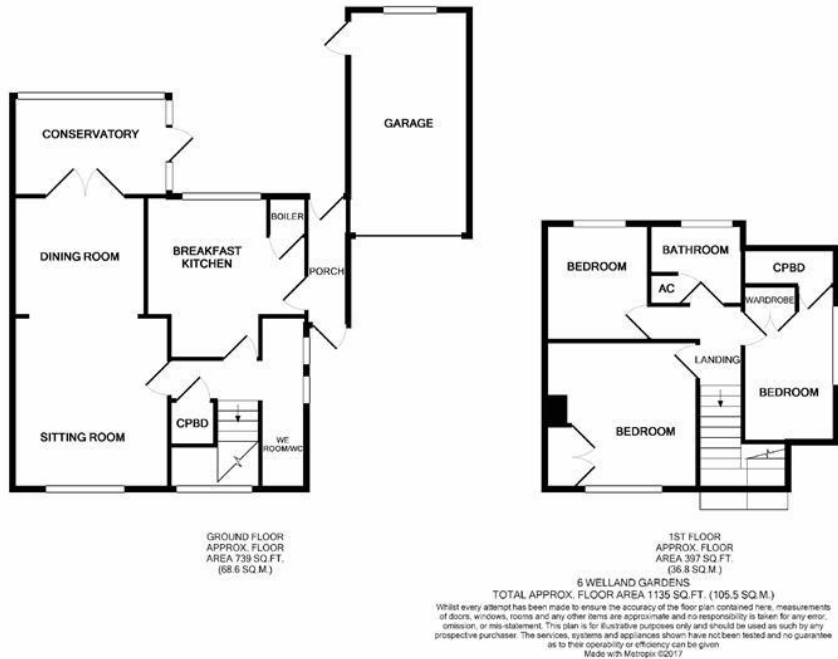 CONSERVATORY
GARAGE
DINING ROOM
BREAKFAST
KITCHEN
BOILER
PORCH
SITTING ROOM
CPBD
WE
ROOM/WC
BEDROOM
BATHROOM
CPBD
AC
WARDROBE
LANDING
BEDROOM
BEDROOM
GROUND FLOOR
APPROX. FLOOR
AREA 739 SQ.FT.
(68.6 SQ.M.)
1ST FLOOR
APPROX. FLOOR
AREA 397 SQ.FT.
(36.8 SQ.M.)
6 WELLAND GARDENS
TOTAL APPROX. FLOOR AREA 1135 SQ.FT. (105.5 SQ.M.)
Whilst every attempt has been made to ensure the accuracy of the floor plan contained here, measurements
of doors, windows, rooms and any other items are approximate and no responsibility is taken for any error,
omission, or mis-statement. This plan is for illustrative purposes only and should be used as such by any
prospective purchaser. The services, systems and appliances shown have not been tested and no guarantee
as to their operability or efficiency can be given
Made with Metropix ©2017